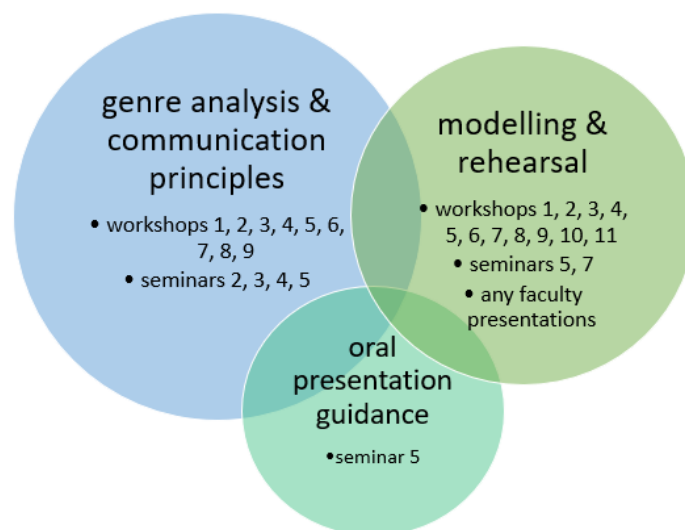 genre analysis &
communication
principles
• workshops 1, 2, 3, 4, 5, 6,
7, 8, 9
• seminars 2, 3, 4, 5
modelling &
rehearsal
• workshops 1, 2, 3, 4,
5, 6, 7, 8, 9, 10, 11
• seminars 5, 7
• any faculty
presentations
oral
presentation
guidance
•seminar 5